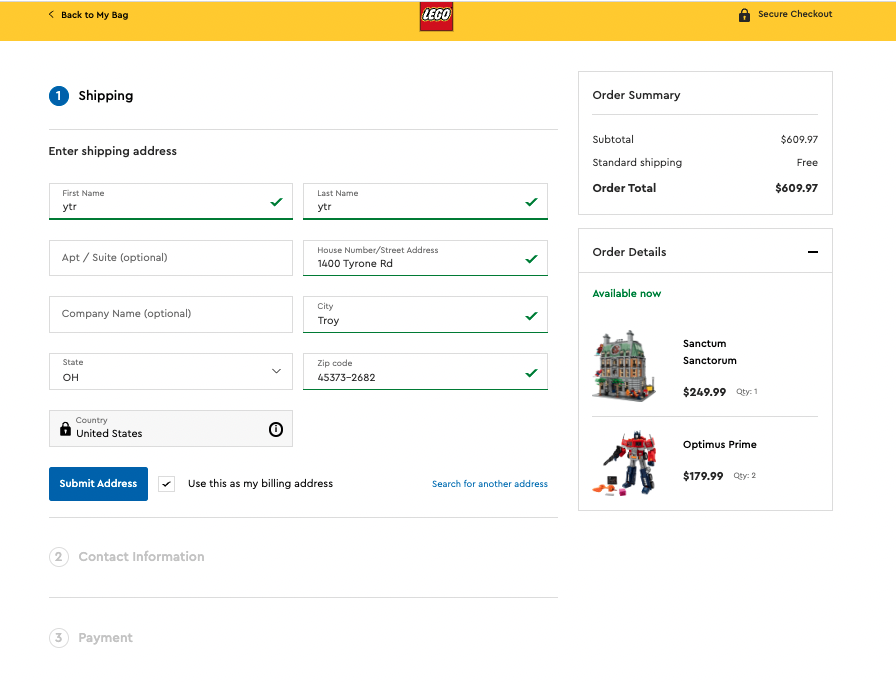 Back to My Bag
LEGO
Secure Checkout
1 Shipping
Enter shipping address
First Name
ytr
Last Name
ytr
Apt / Suite (optional)
House Number/Street Address
1400 Tyrone Rd
Company Name (optional)
City
Troy
State
OH
Zip code
45373-2682
Country
United States
Submit Address
Use this as my billing address
Search for another address
2 Contact Information
3 Payment
Order Summary
Subtotal $609.97
Standard shipping Free
Order Total $609.97
Order Details
Available now
Sanctum
Sanctorum
$249.99 Qty: 1
Optimus Prime
$179.99 Qty: 2